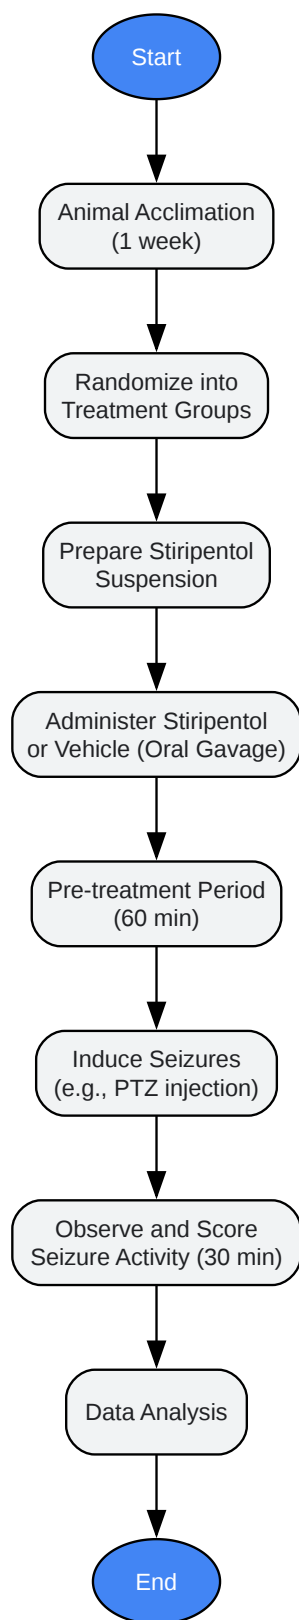 Start
Animal Acclimation
(1 week)
Randomize into
Treatment Groups
Prepare Stiripentol
Suspension
Administer Stiripentol
or Vehicle (Oral Gavage)
Pre-treatment Period
(60 min)
Induce Seizures
(e.g., PTZ injection)
Observe and Score
Seizure Activity (30 min)
Data Analysis
End